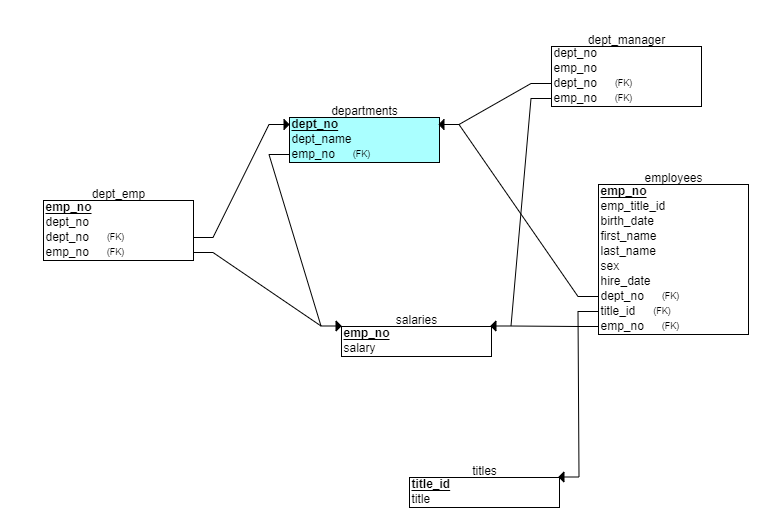 dept_manager
dept_no
emp_no
dept_no (FK)
emp_no (FK)
departments
dept_no
dept_name
emp_no (FK)
employees
emp_no
emp_title_id
birth_date
first_name
last_name
sex
hire_date
dept_no (FK)
title_id (FK)
emp_no (FK)
dept_emp
emp_no
dept_no
dept_no (FK)
emp_no (FK)
salaries
emp_no
salary
titles
title_id
title